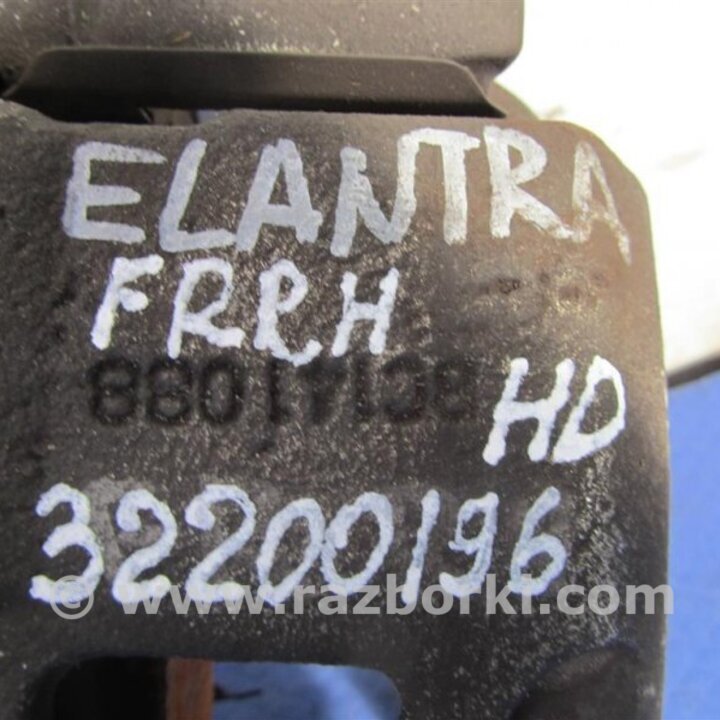 ELANTRA
FRRH
HD
32200196
© www.razborki.com